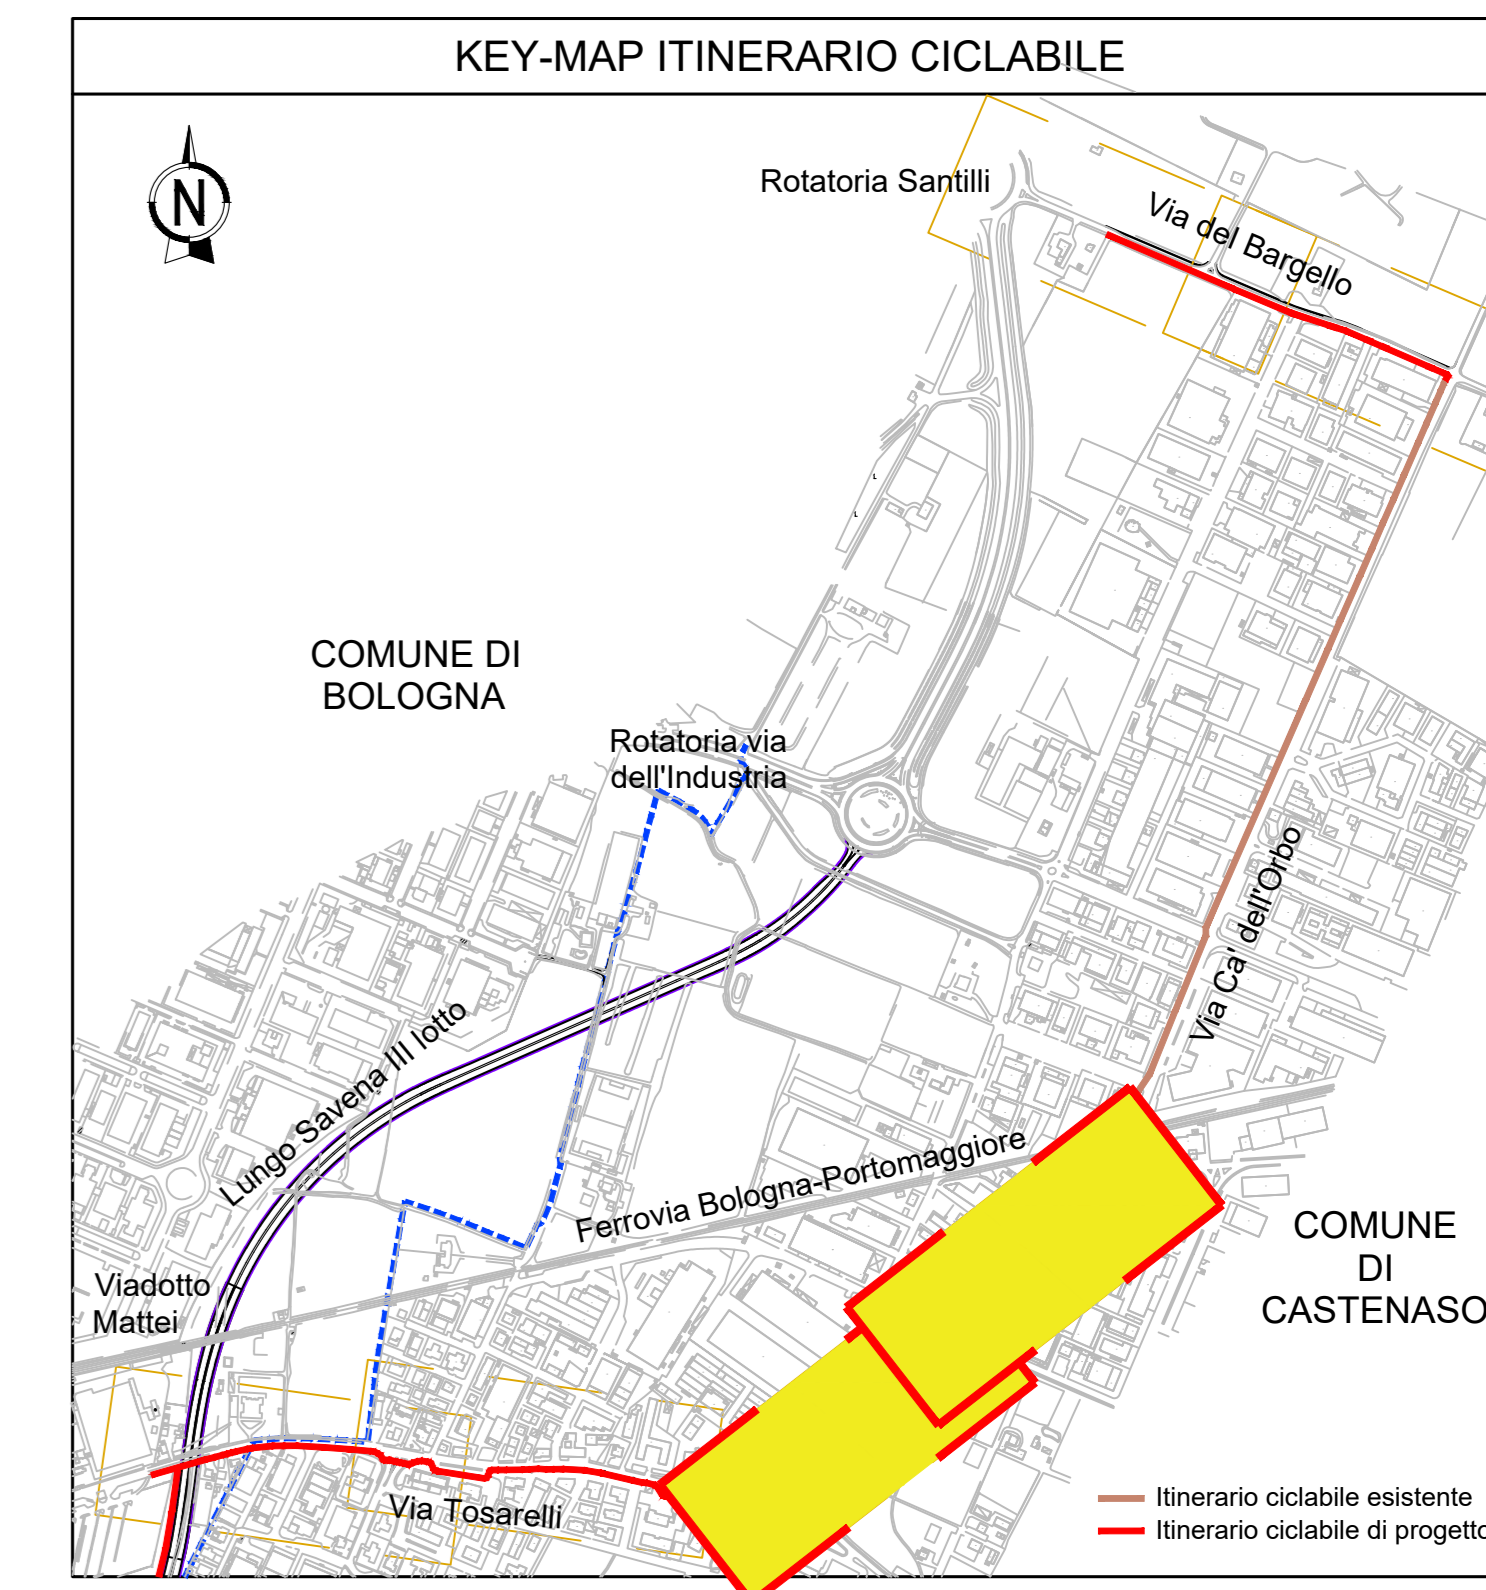 KEY-MAP ITINERARIO CICLABILE
N
Rotatoria Santilli
Via del Bargello
COMUNE DI
BOLOGNA
Rotatoria via
dell'Industria
Via Ca' dell'Orbo
Lungo Savena III lotto
Ferrovia Bologna-Portomaggiore
COMUNE
DI
CASTENASO
Viadotto
Mattei
Via Tosarelli
Itinerario ciclabile esistente
Itinerario ciclabile di progetto